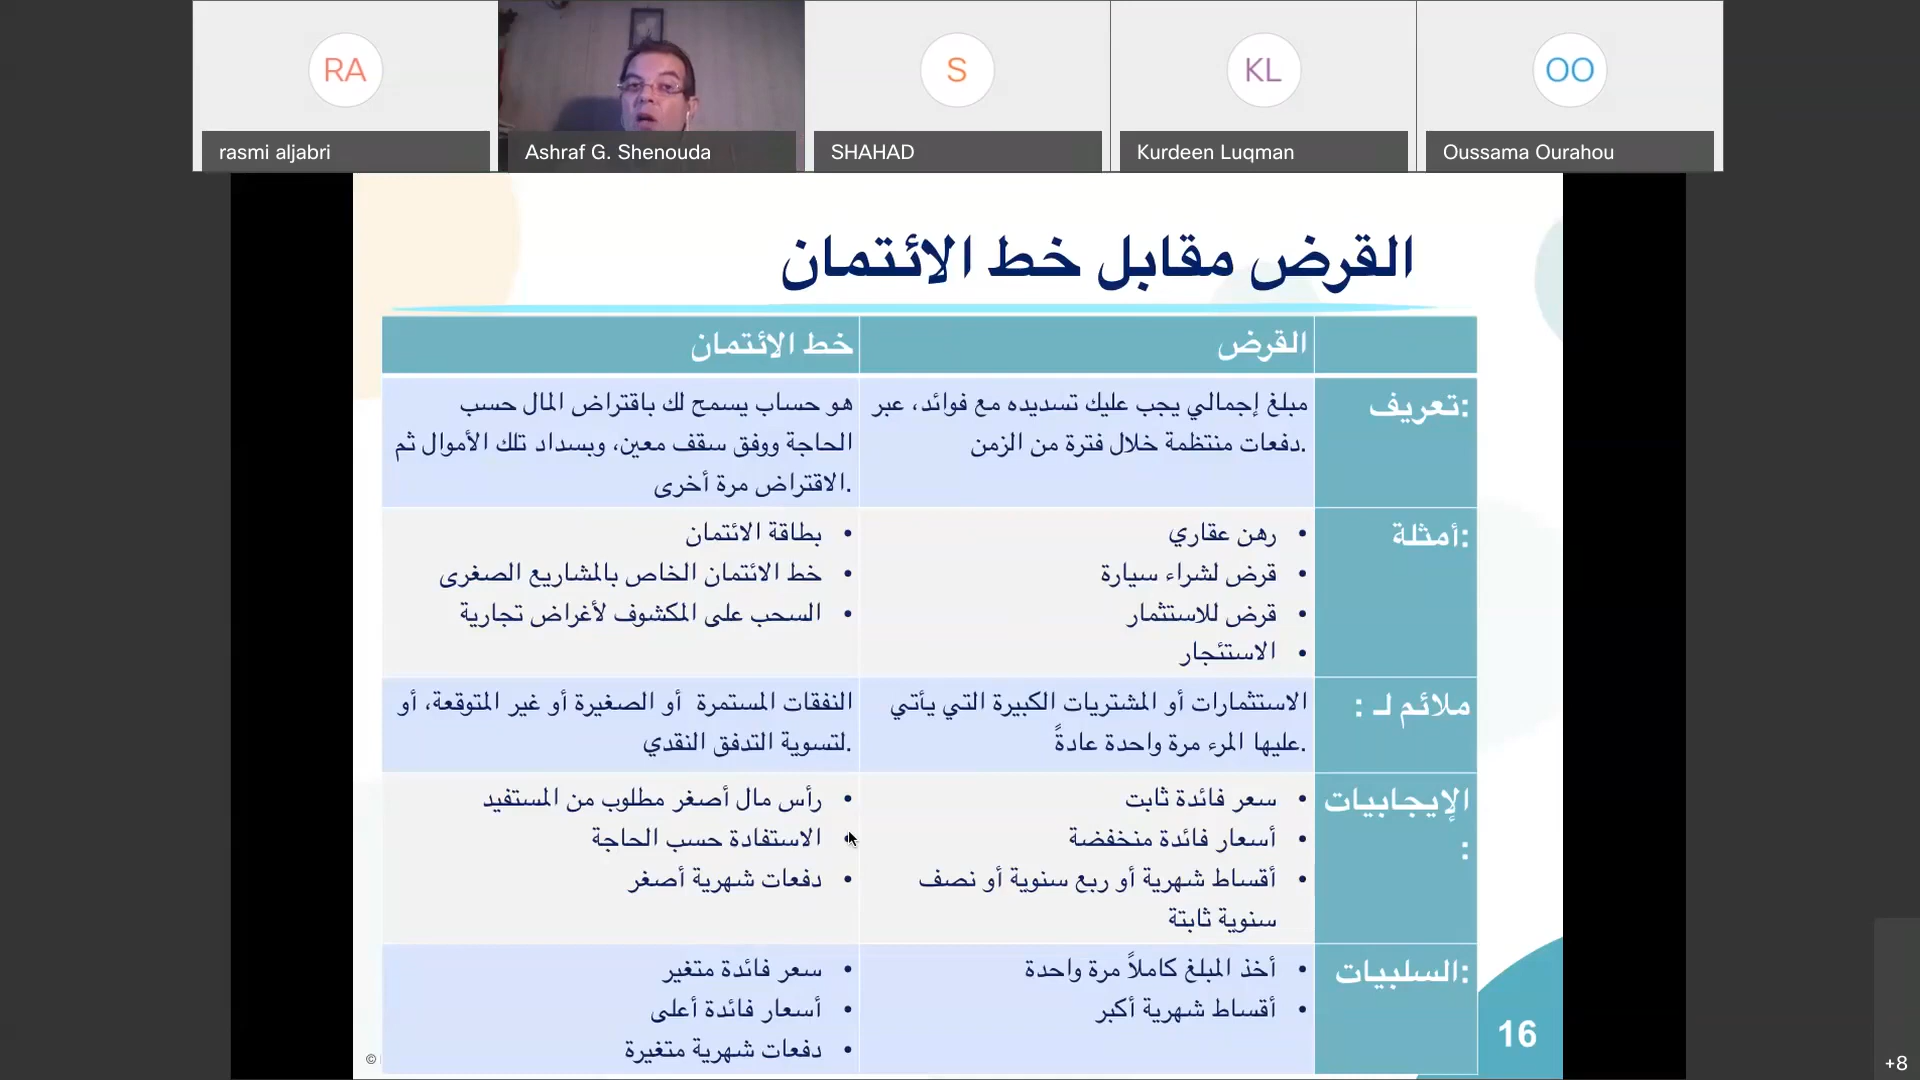 RA
rasmi aljabri
Ashraf G. Shenouda
S
SHAHAD
KL
Kurdeen Luqman
OO
Oussama Ourahou
القرض مقابل خط الائتمان
القرض
خط الائتمان
تعريف:
مبلغ إجمالي يجب عليك تسديده مع فوائد، عبر
دفعات منتظمة خلال فترة من الزمن.
هو حساب يسمح لك باقتراض المال حسب
الحاجة ووفق سقف معين، وبسداد تلك الأموال ثم
الاقتراض مرة أخرى.
أمثلة:
• رهن عقاري
• قرض لشراء سيارة
• قرض للاستثمار
• الاستئجار
• بطاقة الائتمان
• خط الائتمان الخاص بالمشاريع الصغرى
• السحب على المكشوف لأغراض تجارية
ملائم لـ :
الاستثمارات أو المشتريات الكبيرة التي يأتي
عليها المرء مرة واحدة عادةً.
النفقات المستمرة أو الصغيرة أو غير المتوقعة، أو
لتسوية التدفق النقدي.
الإيجابيات
:
• سعر فائدة ثابت
• أسعار فائدة منخفضة
• أقساط شهرية أو ربع سنوية أو نصف
سنوية ثابتة
• رأس مال أصغر مطلوب من المستفيد
• الاستفادة حسب الحاجة
• دفعات شهرية أصغر
السلبيات:
• أخذ المبلغ كاملاً مرة واحدة
• أقساط شهرية أكبر
• سعر فائدة متغير
• أسعار فائدة أعلى
• دفعات شهرية متغيرة
©
16
+8